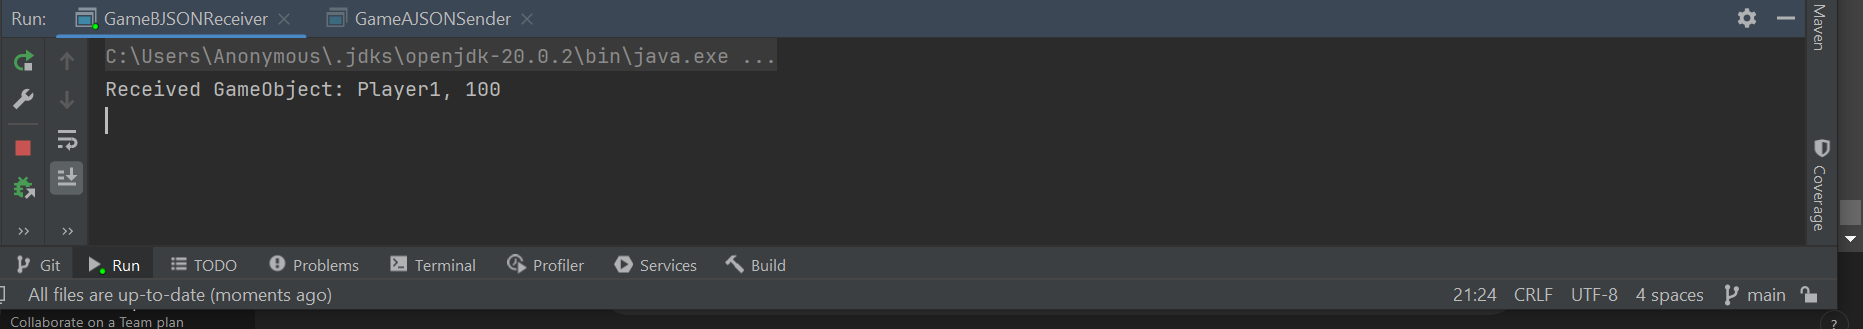 Run: GameBJSONReceiver GameAJSONSender
Maven
C:\Users\Anonymous\.jdks\openjdk-20.0.2\bin\java.exe ...
Received GameObject: Player1, 100
Coverage
Git Run TODO Problems Terminal Profiler Services Build
All files are up-to-date (moments ago) 21:24 CRLF UTF-8 4 spaces main
Collaborate on a Team plan ?